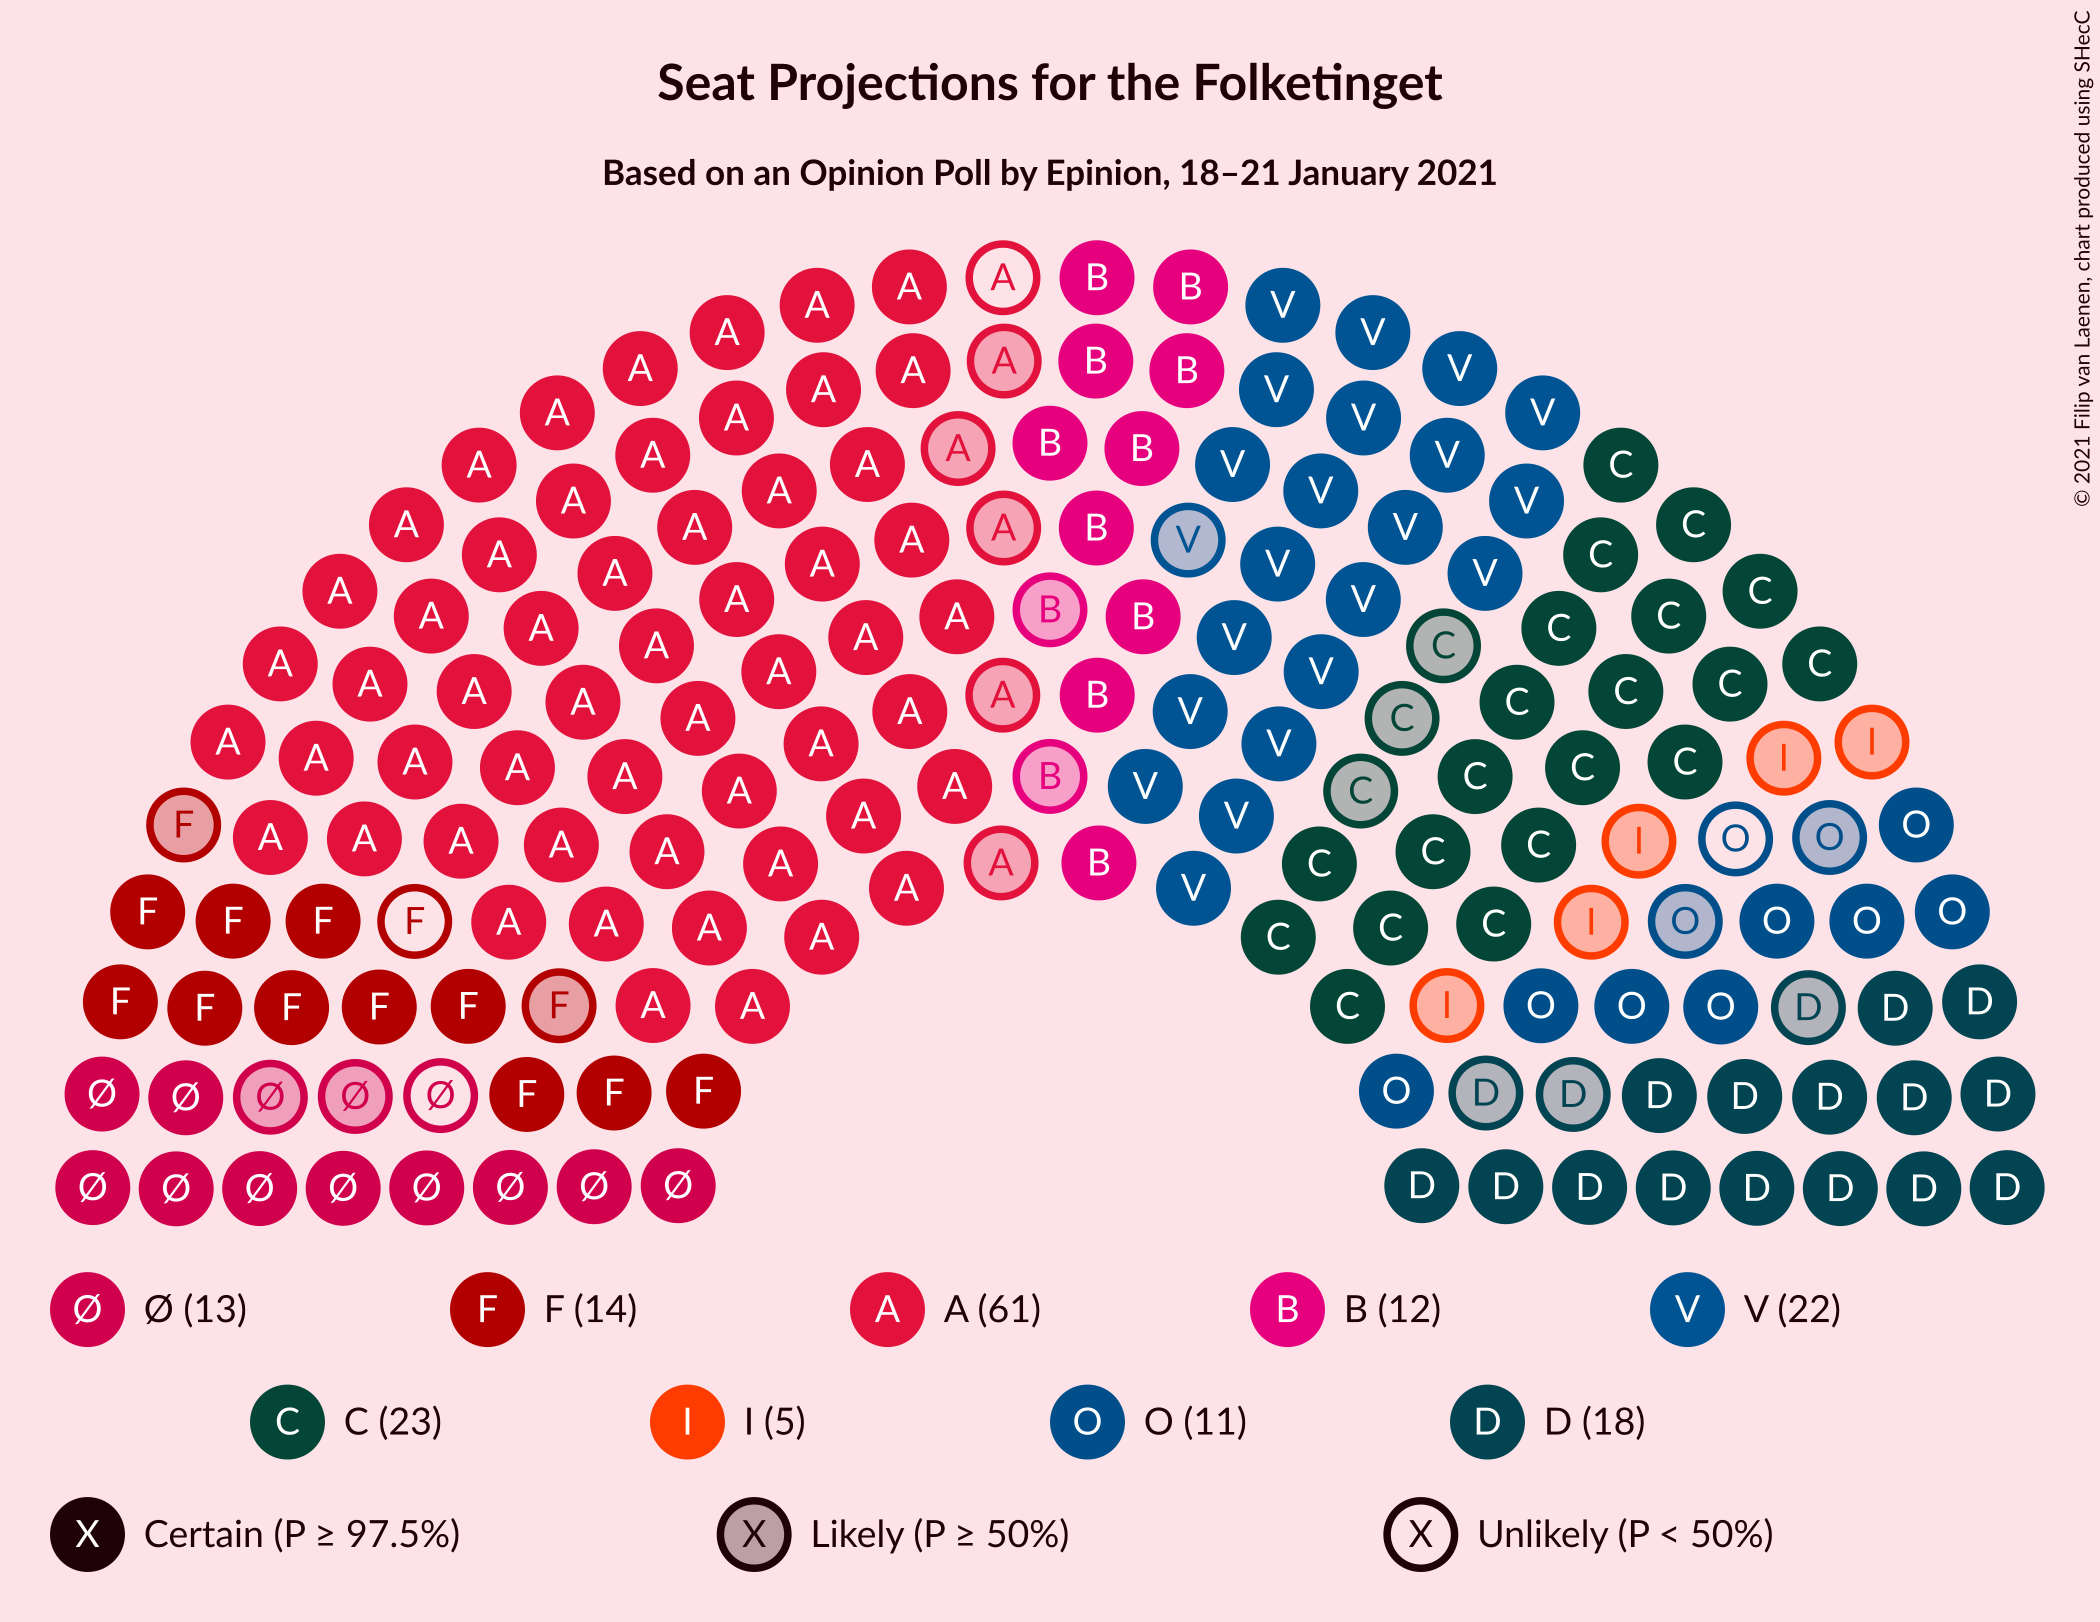 Seat Projections for the Folketinget
Based on an Opinion Poll by Epinion, 18–21 January 2021
© 2021 Filip van Laenen, chart produced using SHecC
A A A B B V V
A A A A B B V V V
A A A A B B V V V V C
A A A A A B V V V V C C
A A A A A A B B V V V C C C
A A A A A A A B V V C C C C
A A A A A A A A B V V C C C C I I
F A A A A A A A A B V C C C I O O O
F F F F A A A A V C C C I O O O O
F F F F F F A A C I O O O D D D
Ø Ø Ø Ø Ø F F F O D D D D D D D
Ø Ø Ø Ø Ø Ø Ø Ø D D D D D D D D
Ø Ø (13) F F (14) A A (61) B B (12) V V (22)
C C (23) I I (5) O O (11) D D (18)
X Certain (P ≥ 97.5%) X Likely (P ≥ 50%) X Unlikely (P < 50%)